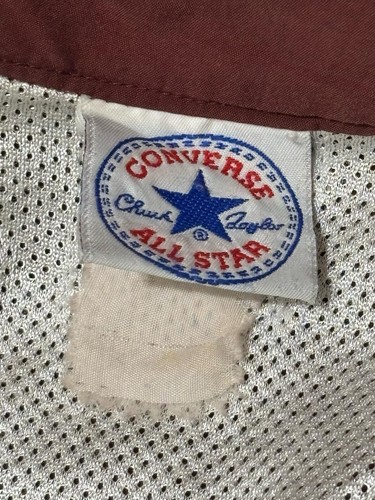 CONVERSE
Chuck Taylor
®
ALL STAR